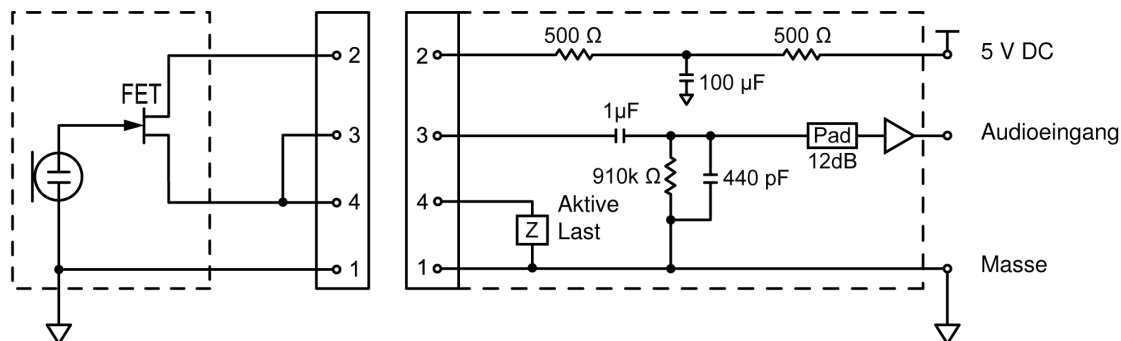 FET
2
3
4
1
2
3
4
1
500 Ω
500 Ω
100 µF
5 V DC
1µF
Pad
12dB
Audioeingang
910k Ω
440 pF
Z
Aktive
Last
Masse